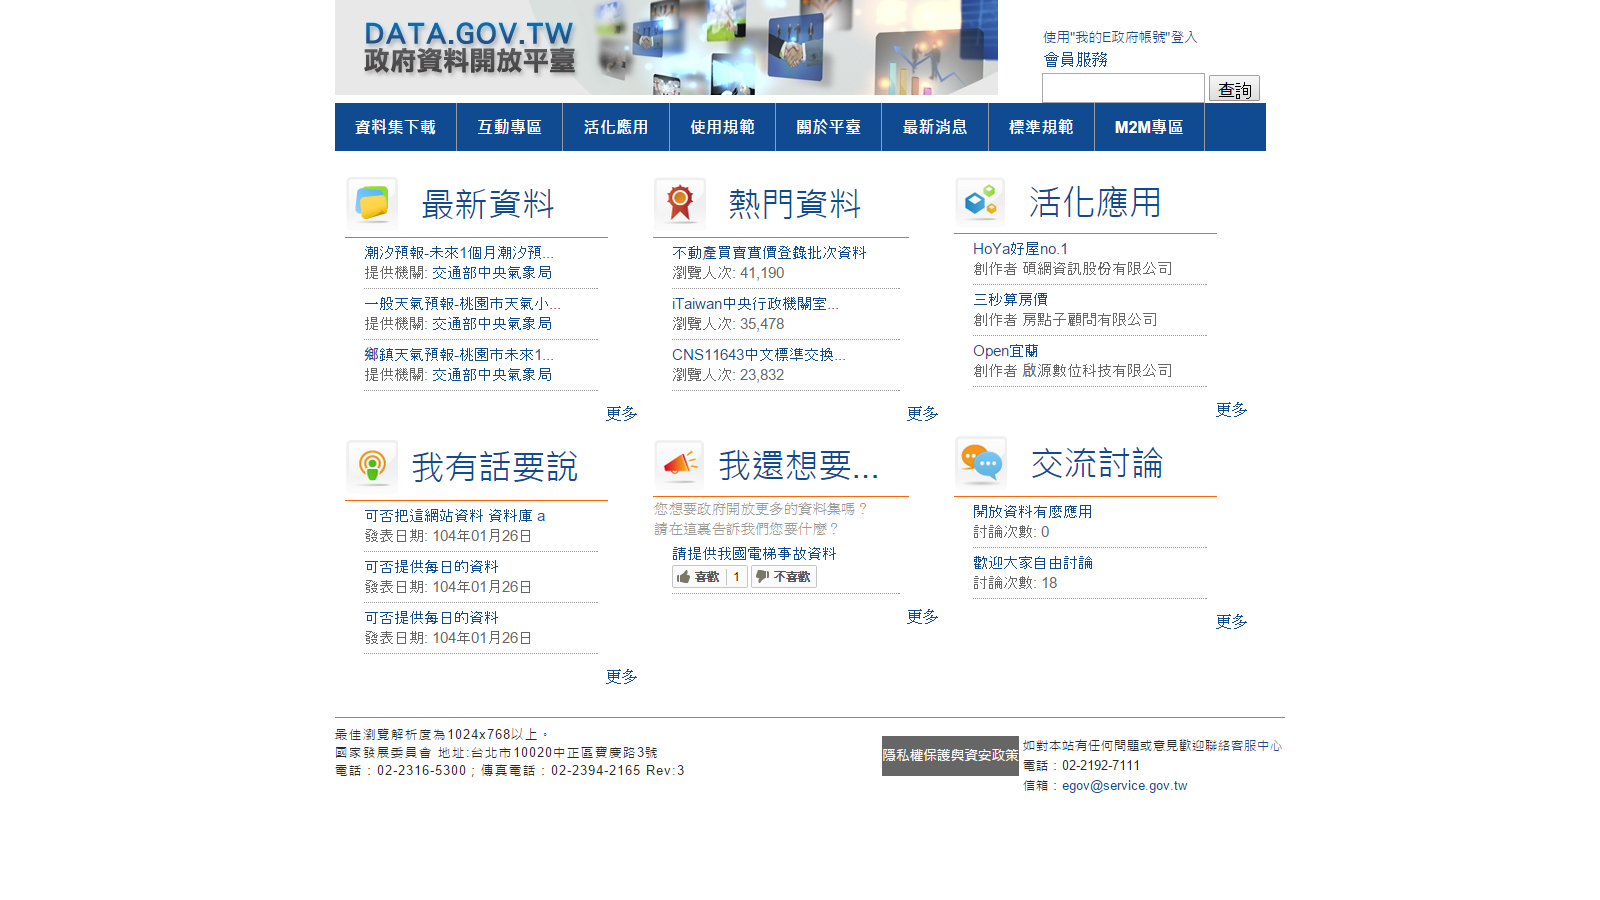 DATA.GOV.TW
政府資料開放平臺
使用"我的E政府帳號"登入
會員服務
查詢
資料集下載 互動專區 活化應用 使用規範 關於平臺 最新消息 標準規範 M2M專區
最新資料
潮汐預報-未來1個月潮汐預...
提供機關: 交通部中央氣象局
一般天氣預報-桃園市天氣小...
提供機關: 交通部中央氣象局
鄉鎮天氣預報-桃園市未來1...
提供機關: 交通部中央氣象局
更多
熱門資料
不動產買賣實價登錄批次資料
瀏覽人次: 41,190
iTaiwan中央行政機關室...
瀏覽人次: 35,478
CNS11643中文標準交換...
瀏覽人次: 23,832
更多
活化應用
HoYa好屋no.1
創作者 碩網資訊股份有限公司
三秒算房價
創作者 房點子顧問有限公司
Open宜蘭
創作者 啟源數位科技有限公司
更多
我有話要說
可否把這網站資料 資料庫 a
發表日期: 104年01月26日
可否提供每日的資料
發表日期: 104年01月26日
可否提供每日的資料
發表日期: 104年01月26日
更多
我還想要...
您想要政府開放更多的資料集嗎？
請在這裏告訴我們您要什麼？
請提供我國電梯事故資料
喜歡 1 不喜歡
更多
交流討論
開放資料有麼應用
討論次數: 0
歡迎大家自由討論
討論次數: 18
更多
最佳瀏覽解析度為1024x768以上。
國家發展委員會 地址:台北市10020中正區寶慶路3號
電話：02-2316-5300；傳真電話：02-2394-2165 Rev:3
隱私權保護與資安政策
如對本站有任何問題或意見歡迎聯絡客服中心
電話：02-2192-7111
信箱：egov@service.gov.tw